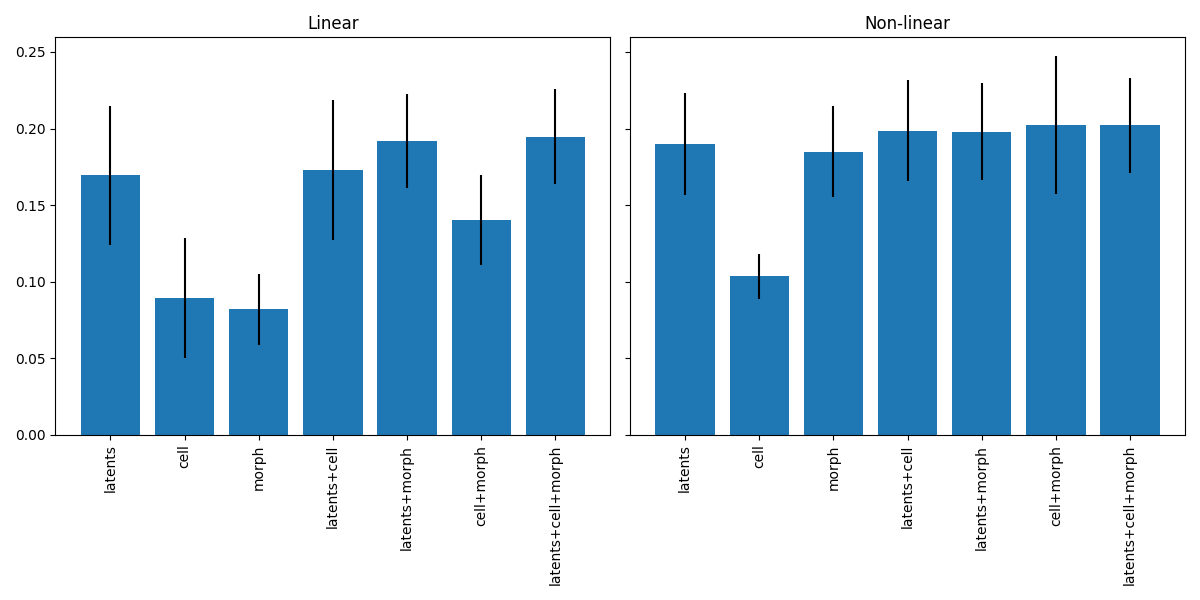 Linear
Non-linear
0.25
0.20
0.15
0.10
0.05
0.00
latents
cell
morph
latents+cell
latents+morph
cell+morph
latents+cell+morph
latents
cell
morph
latents+cell
latents+morph
cell+morph
latents+cell+morph